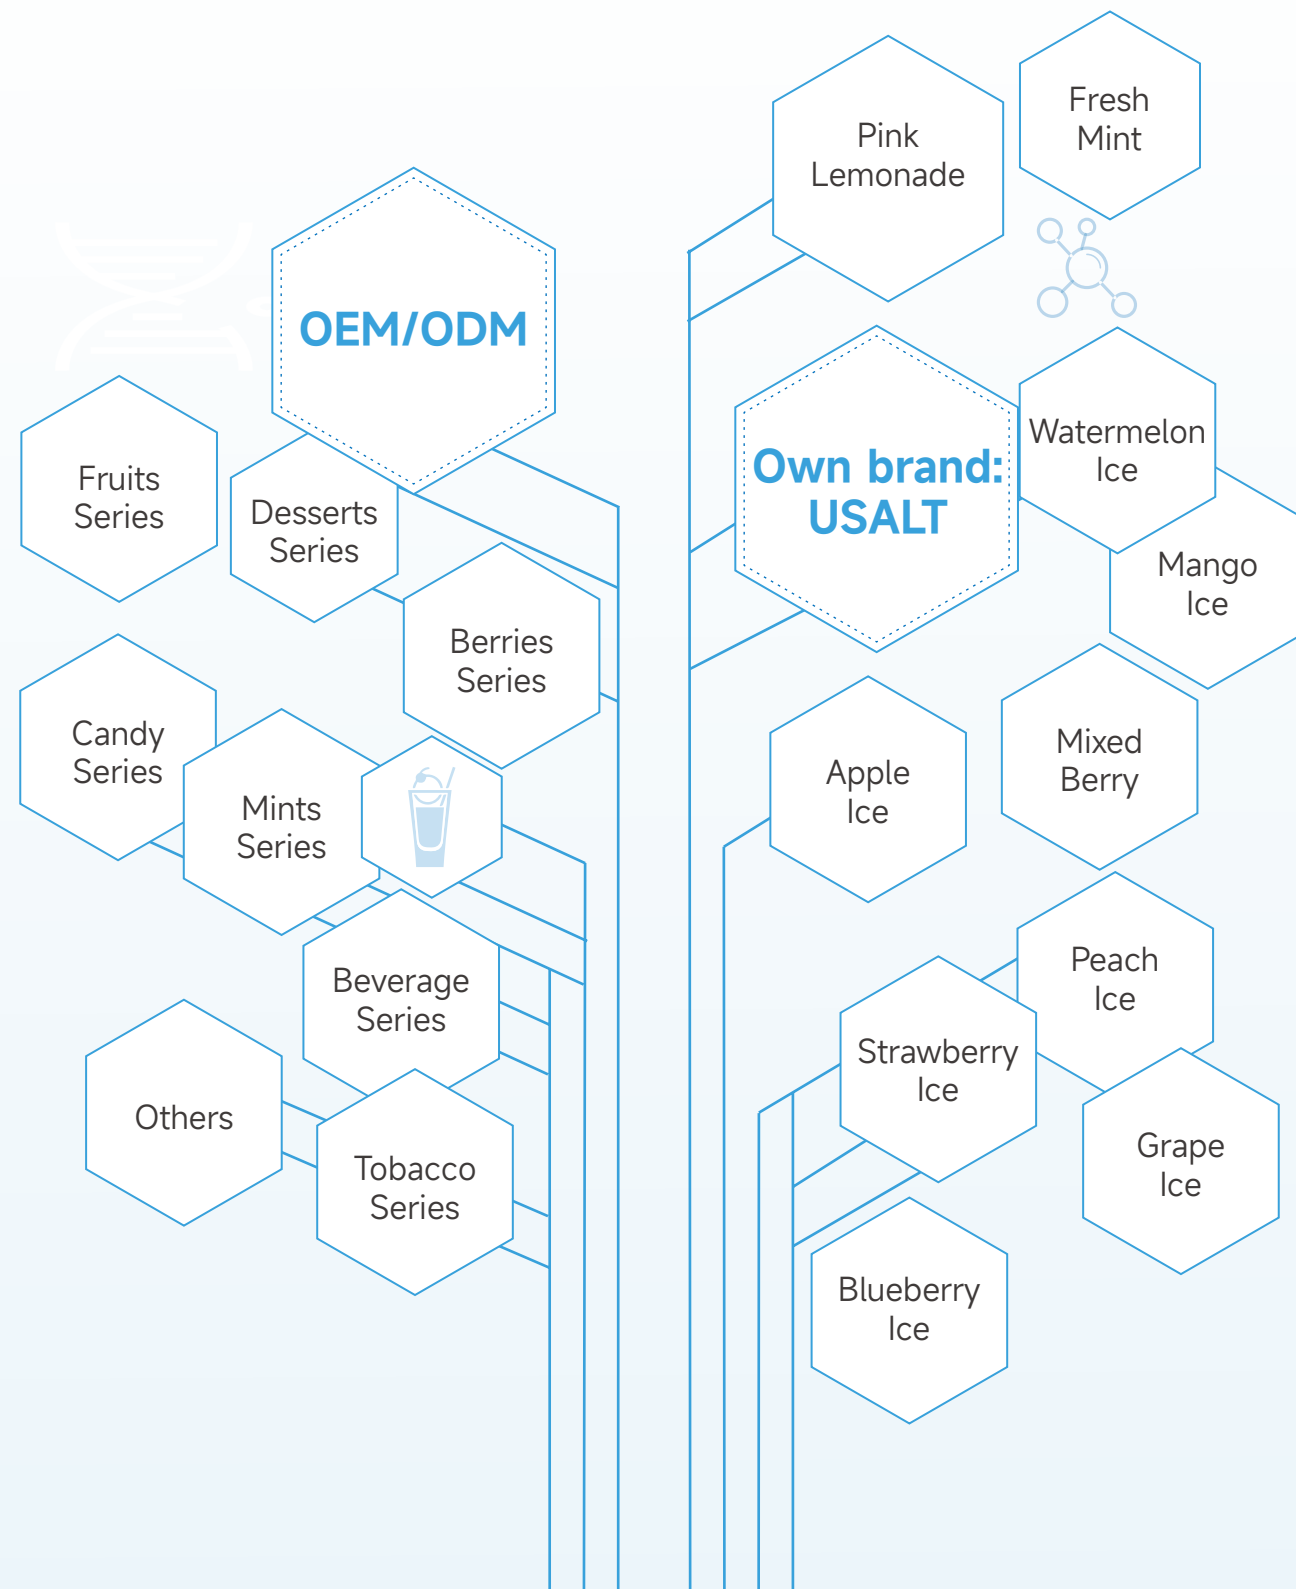 OEM/ODM
Fruits
Series
Desserts
Series
Berries
Series
Candy
Series
Mints
Series
Beverage
Series
Others
Tobacco
Series
Pink
Lemonade
Fresh
Mint
Own brand:
USALT
Watermelon
Ice
Mango
Ice
Apple
Ice
Mixed
Berry
Peach
Ice
Strawberry
Ice
Grape
Ice
Blueberry
Ice